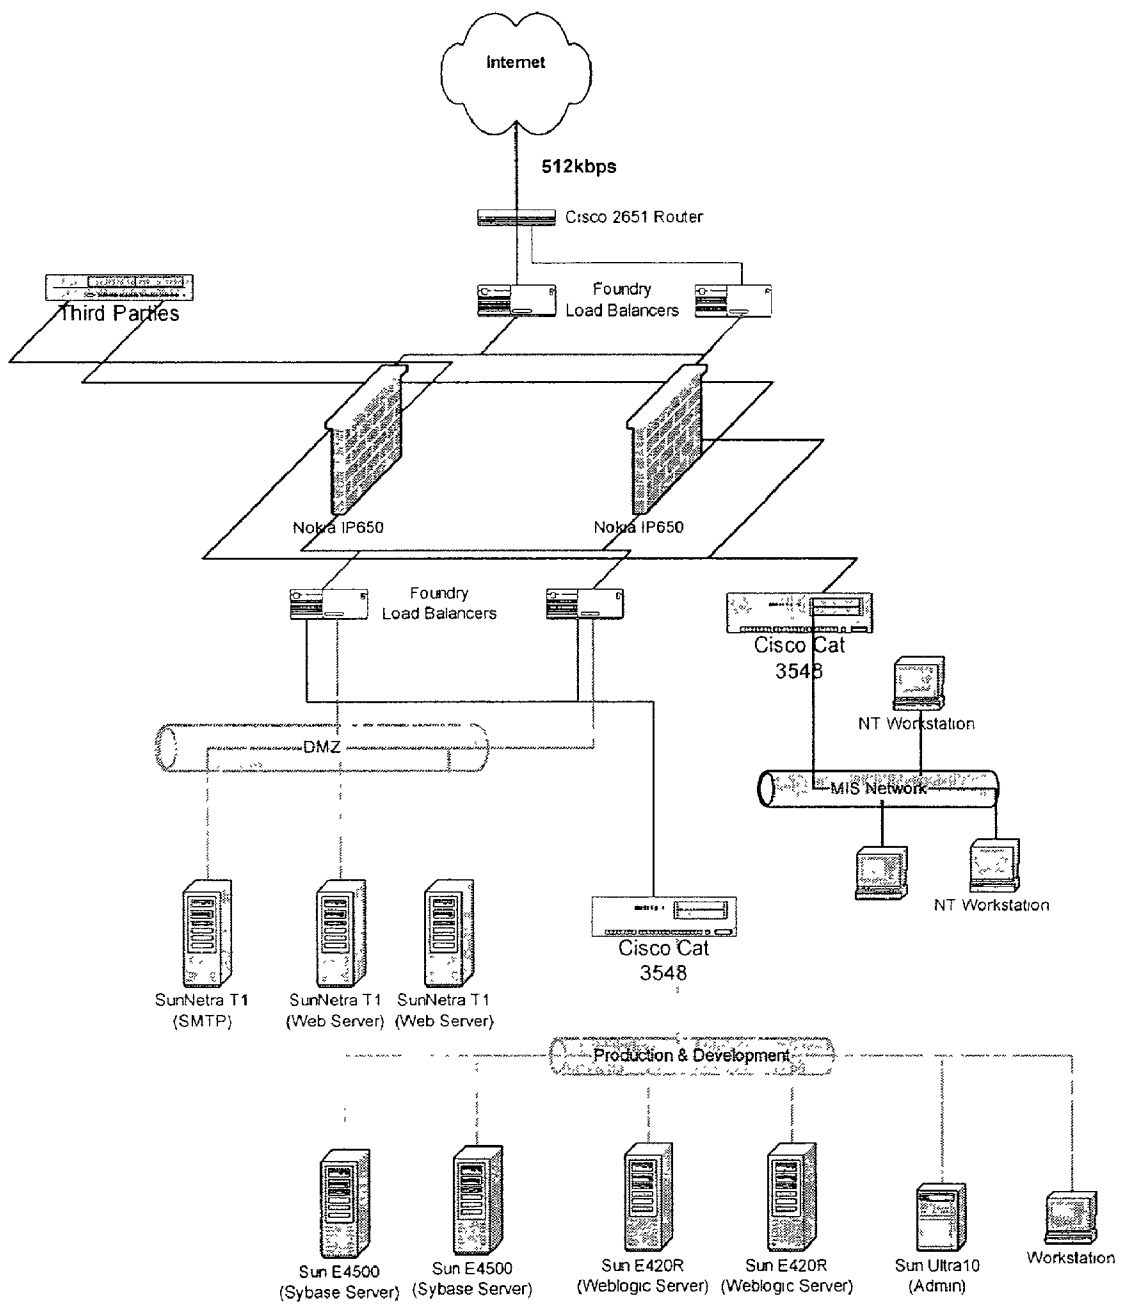 Internet
512kbps
Cisco 2651 Router
Third Parties
Foundry
Load Balancers
Nokia IP650
Nokia IP650
Foundry
Load Balancers
Cisco Cat
3548
NT Workstation
DMZ
MIS Network
NT Workstation
Cisco Cat
3548
SunNetra T1
(SMTP)
SunNetra T1
(Web Server)
SunNetra T1
(Web Server)
Production & Development
Sun E4500
(Sybase Server)
Sun E4500
(Sybase Server)
Sun E420R
(Weblogic Server)
Sun E420R
(Weblogic Server)
Sun Ultra10
(Admin)
Workstation